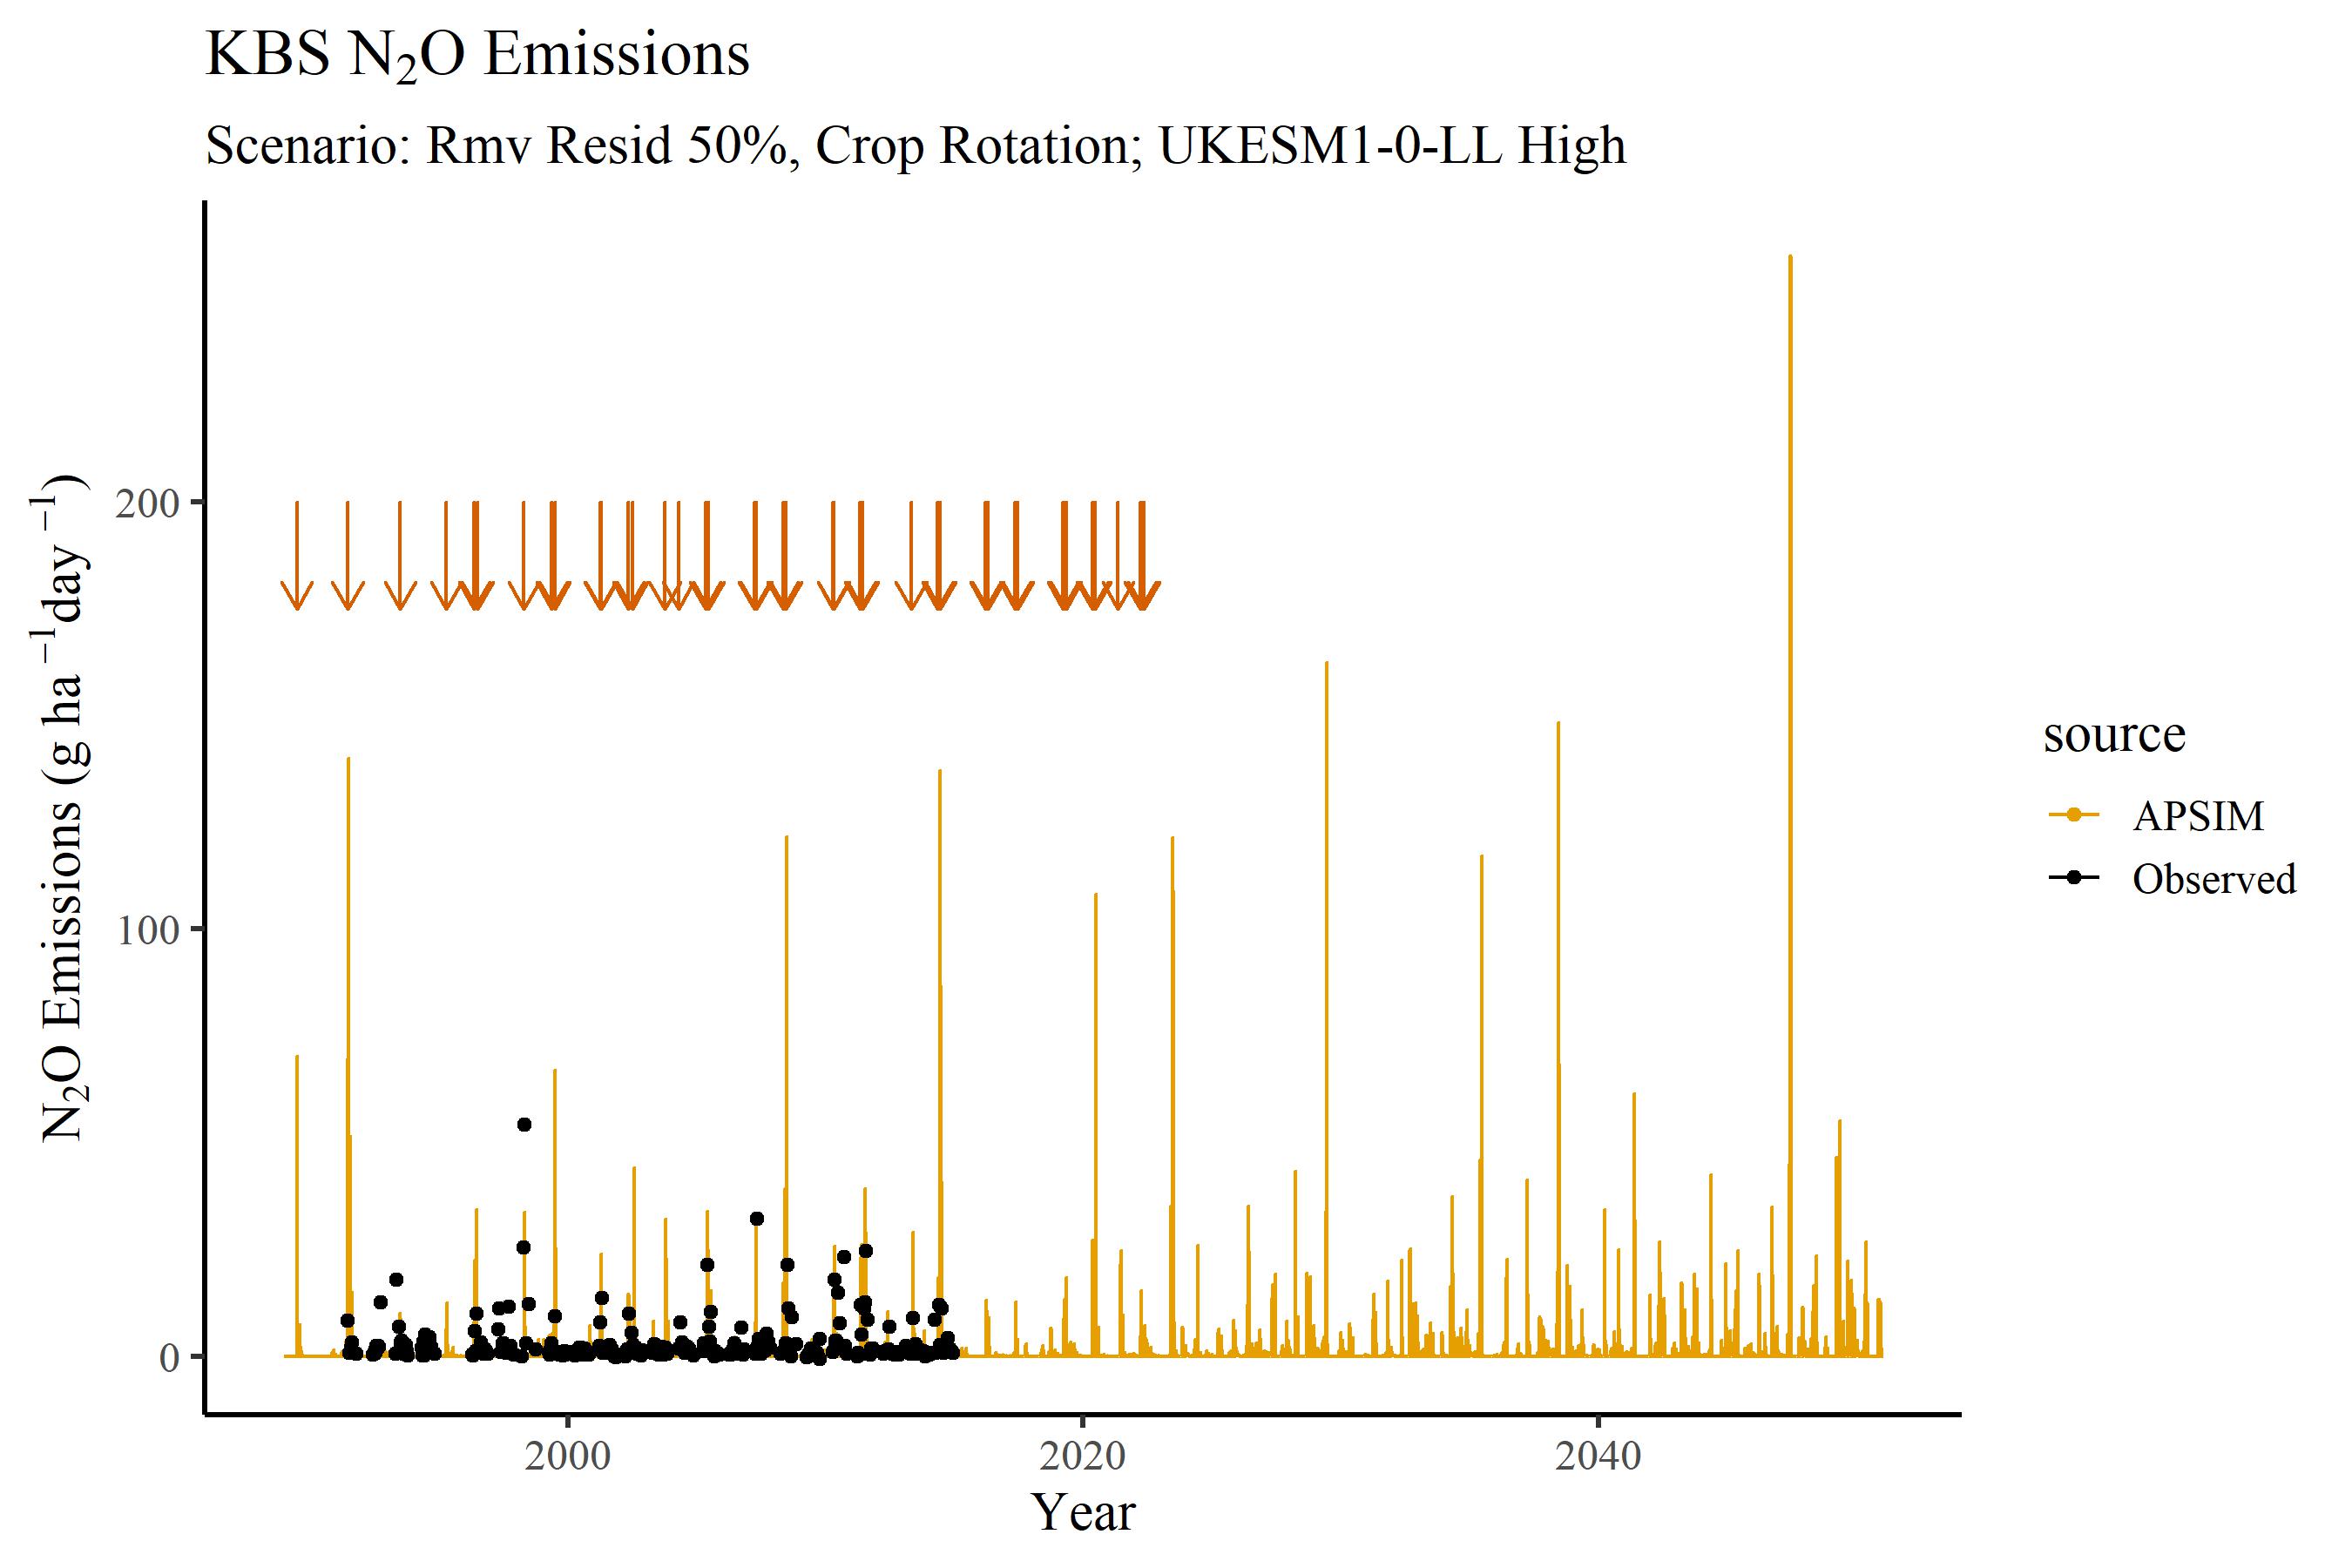 KBS N₂O Emissions
Scenario: Rmv Resid 50%, Crop Rotation; UKESM1-0-LL High
N₂O Emissions (g ha ⁻¹day ⁻¹)
200
100
0
2000 2020 2040
Year
source
APSIM
Observed